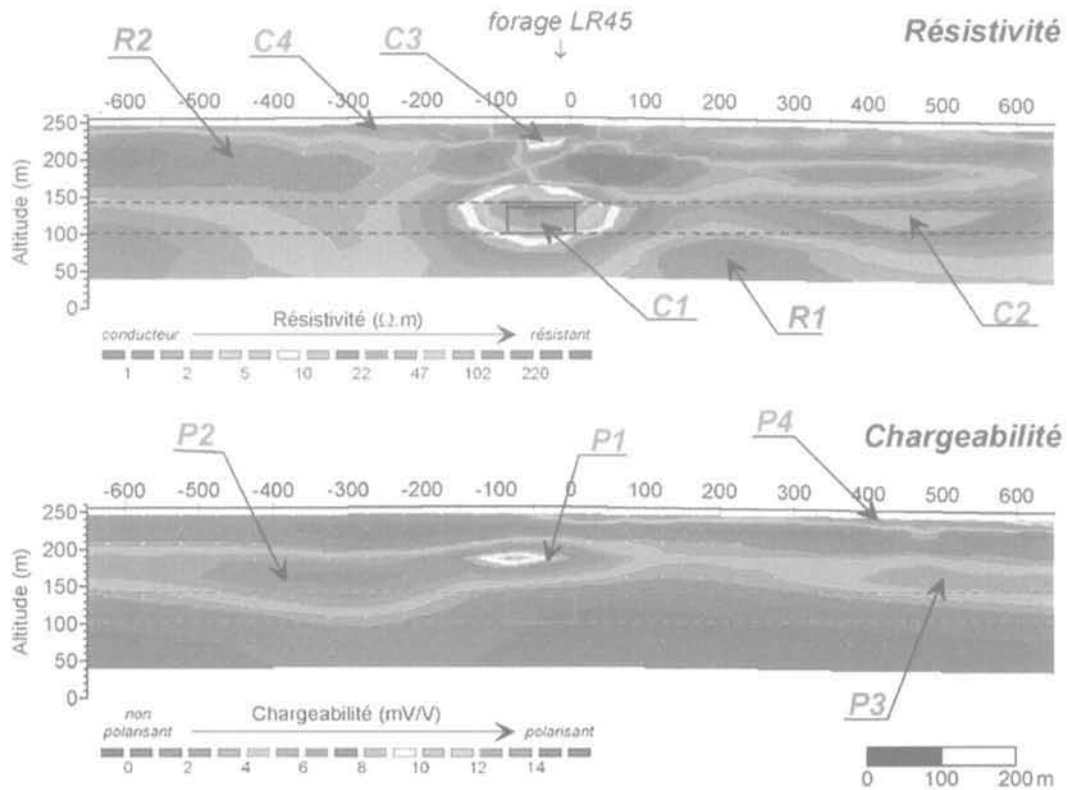 forage LR45
Résistivité
R2 C4 C3
-600 -500 -400 -300 -200 -100 0 100 200 300 400 500 600
250
200
150
100
50
0
Altitude (m)
C1 R1 C2
Résistivité (Ω.m)
conducteur résistant
1 2 5 10 22 47 102 220
P2 P1 P4
Chargeabilité
-600 -500 -400 -300 -200 -100 0 100 200 300 400 500 600
250
200
150
100
50
0
Altitude (m)
P3
non polarisant Chargeabilité (mV/V) polarisant
0 2 4 6 8 10 12 14
0 100 200 m